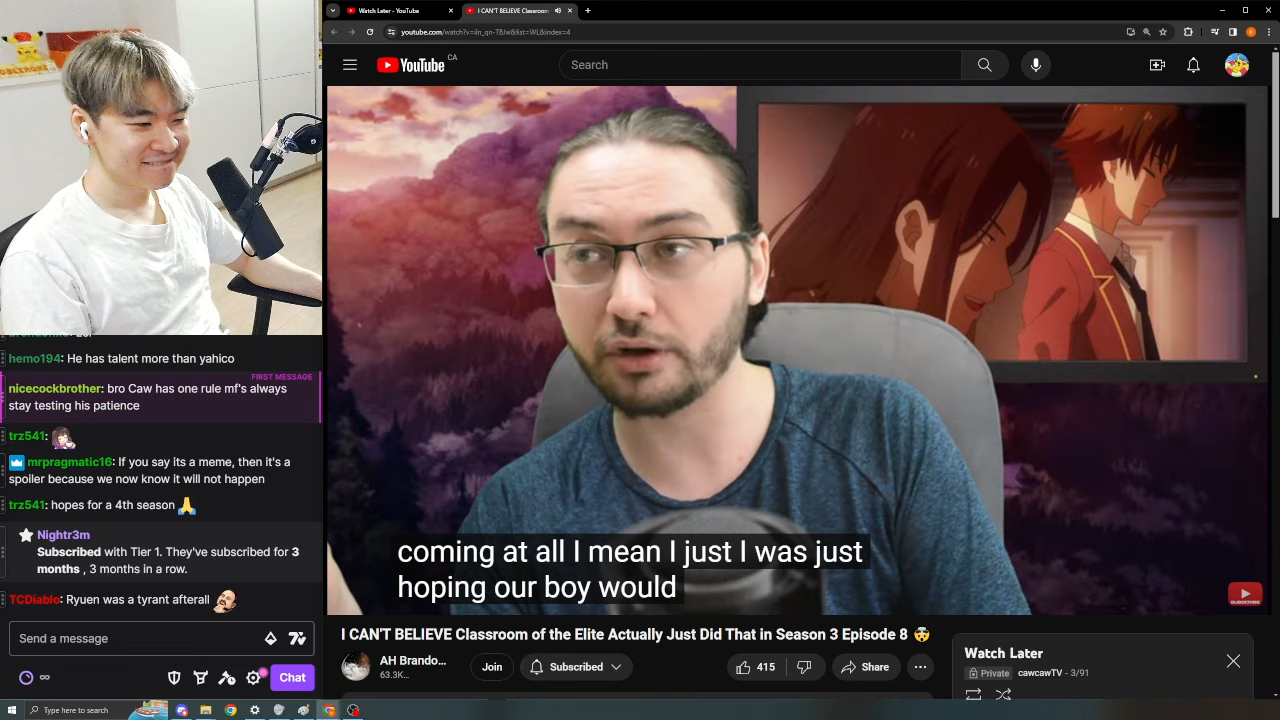 Watch Later - YouTube
I CAN'T BELIEVE Classroom
youtube.com/watch?v=iIn_qn-TBJw&list=WL&index=4
YouTube CA
Search
hemo194: He has talent more than yahico
FIRST MESSAGE
nicecockbrother: bro Caw has one rule mf's always
stay testing his patience
trz541:
mrpragmatic16: If you say its a meme, then it's a
spoiler because we now know it will not happen
trz541: hopes for a 4th season
Nightr3m
Subscribed with Tier 1. They've subscribed for 3
months , 3 months in a row.
TCDiablo: Ryuen was a tyrant afterall
Send a message
Chat
Type here to search
coming at all I mean I just I was just
hoping our boy would
SUBSCRIBE
I CAN'T BELIEVE Classroom of the Elite Actually Just Did That in Season 3 Episode 8
AH Brando...
63.3K...
Join
Subscribed
415
Share
Watch Later
Private cawcawTV - 3/91